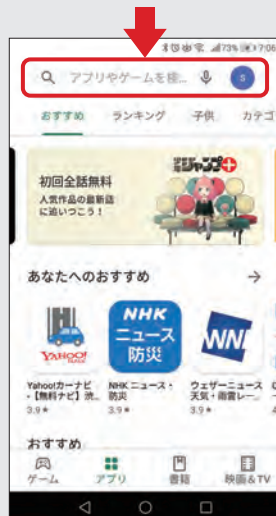 73% 7:06
アプリやゲームを検... S
おすすめ ランキング 子供 カテゴ
初回全話無料
人気作品の最新話
に追いつこう!
ジャンプ+
あなたへのおすすめ →
YAHOO!
NHK
ニュース
防災
WNI
Yahoo!カーナビ
-【無料ナビ】渋...
3.9★
NHK ニュース・
防災
3.9★
ウェザーニュース
天気・雨雲レー...
3.9★
おすすめ
ゲーム アプリ 書籍 映画&TV